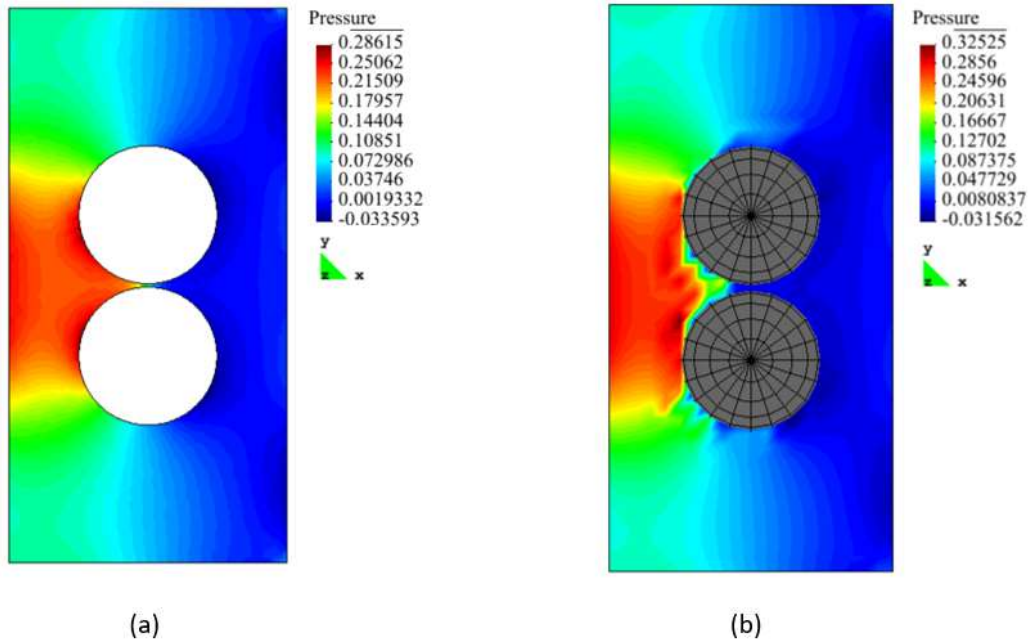 Pressure
0.28615
0.25062
0.21509
0.17957
0.14404
0.10851
0.072986
0.03746
0.0019332
-0.033593
y
z x
(a)
Pressure
0.32525
0.2856
0.24596
0.20631
0.16667
0.12702
0.087375
0.047729
0.0080837
-0.031562
y
z x
(b)